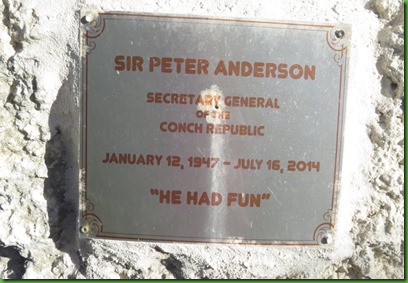 SIR PETER ANDERSON
SECRETARY GENERAL
OF THE
CONCH REPUBLIC
JANUARY 12, 1947 – JULY 16, 2014
"HE HAD FUN"